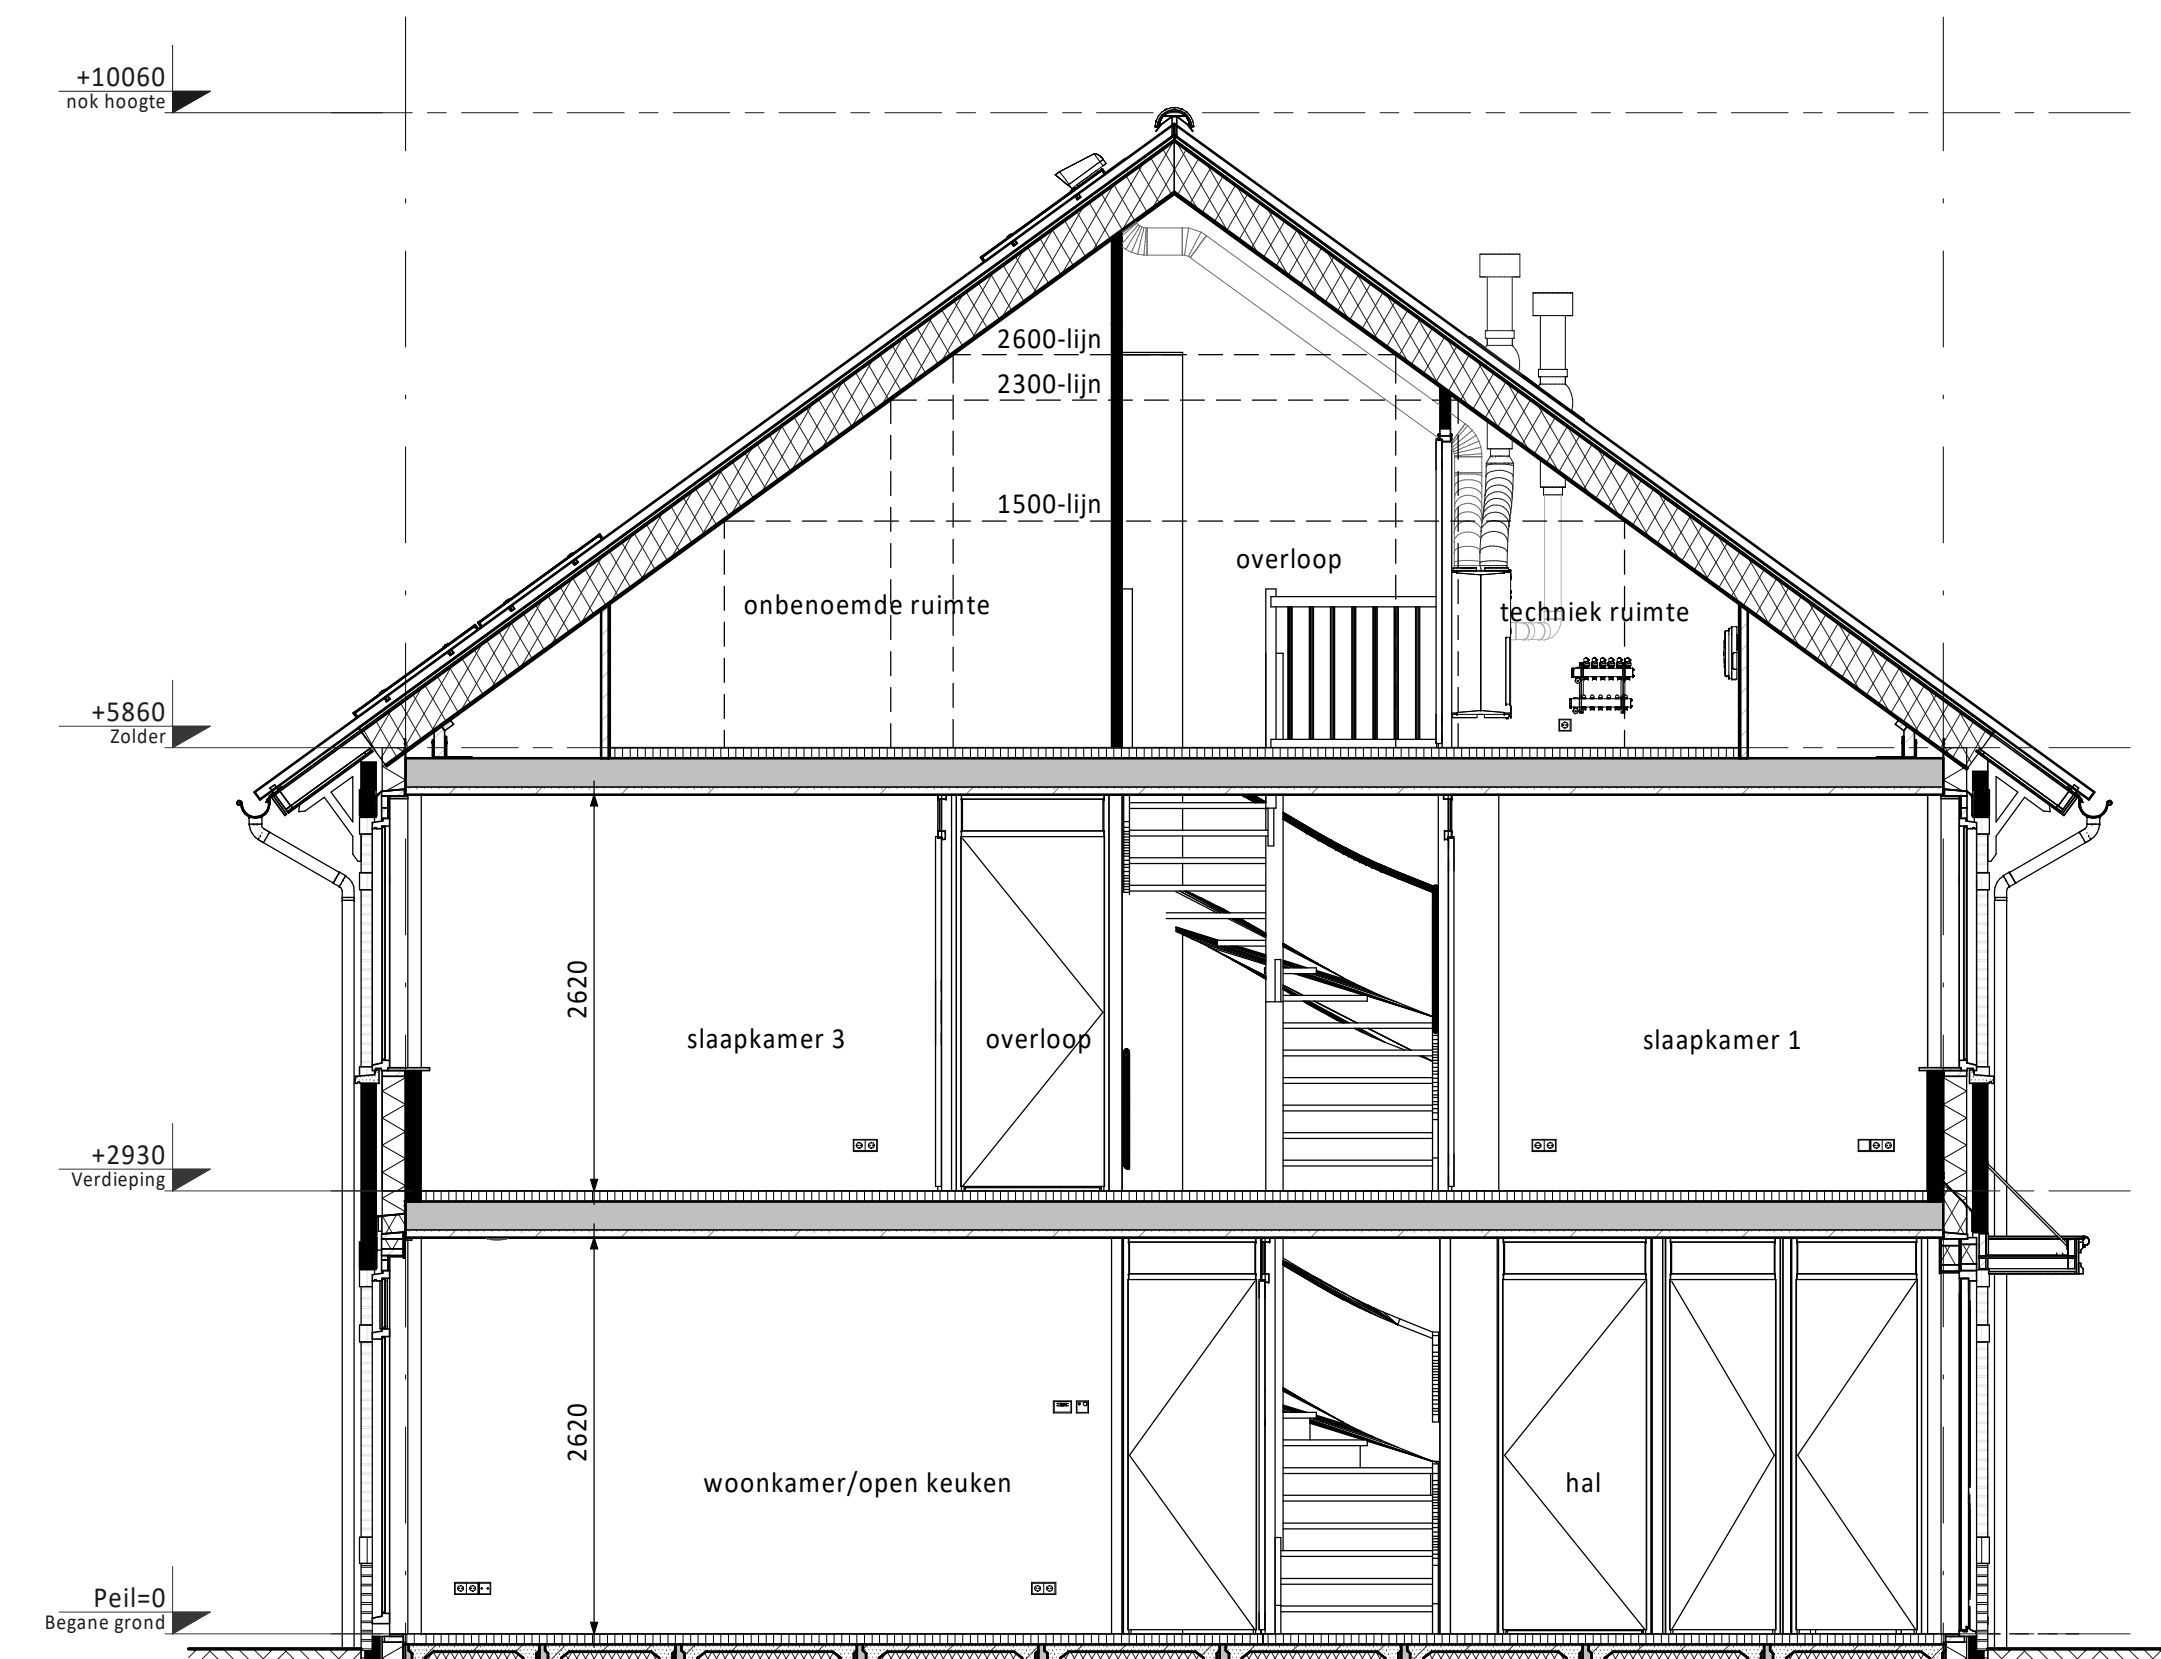 +10060
nok hoogte
2600-lijn
2300-lijn
1500-lijn
overloop
onbenoemde ruimte
techniek ruimte
+5860
Zolder
2620
slaapkamer 3
overloop
slaapkamer 1
+2930
Verdieping
2620
woonkamer/open keuken
hal
Peil=0
Begane grond